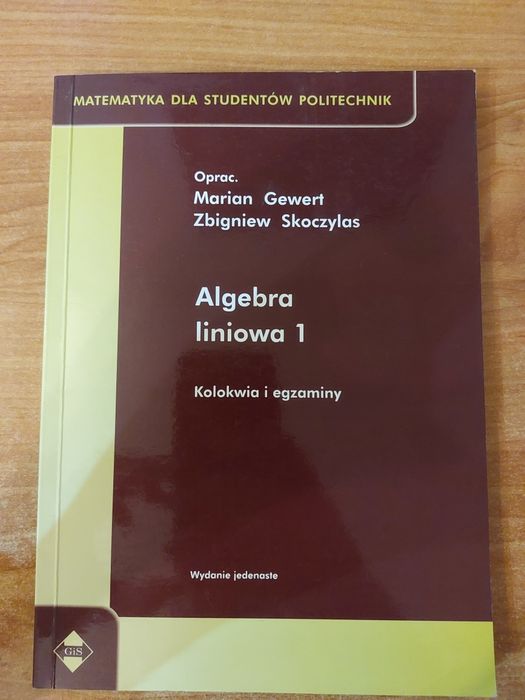 MATEMATYKA DLA STUDENTÓW POLITECHNIK
Oprac.
Marian Gewert
Zbigniew Skoczylas
Algebra
liniowa 1
Kolokwia i egzaminy
Wydanie jedenaste
GiS